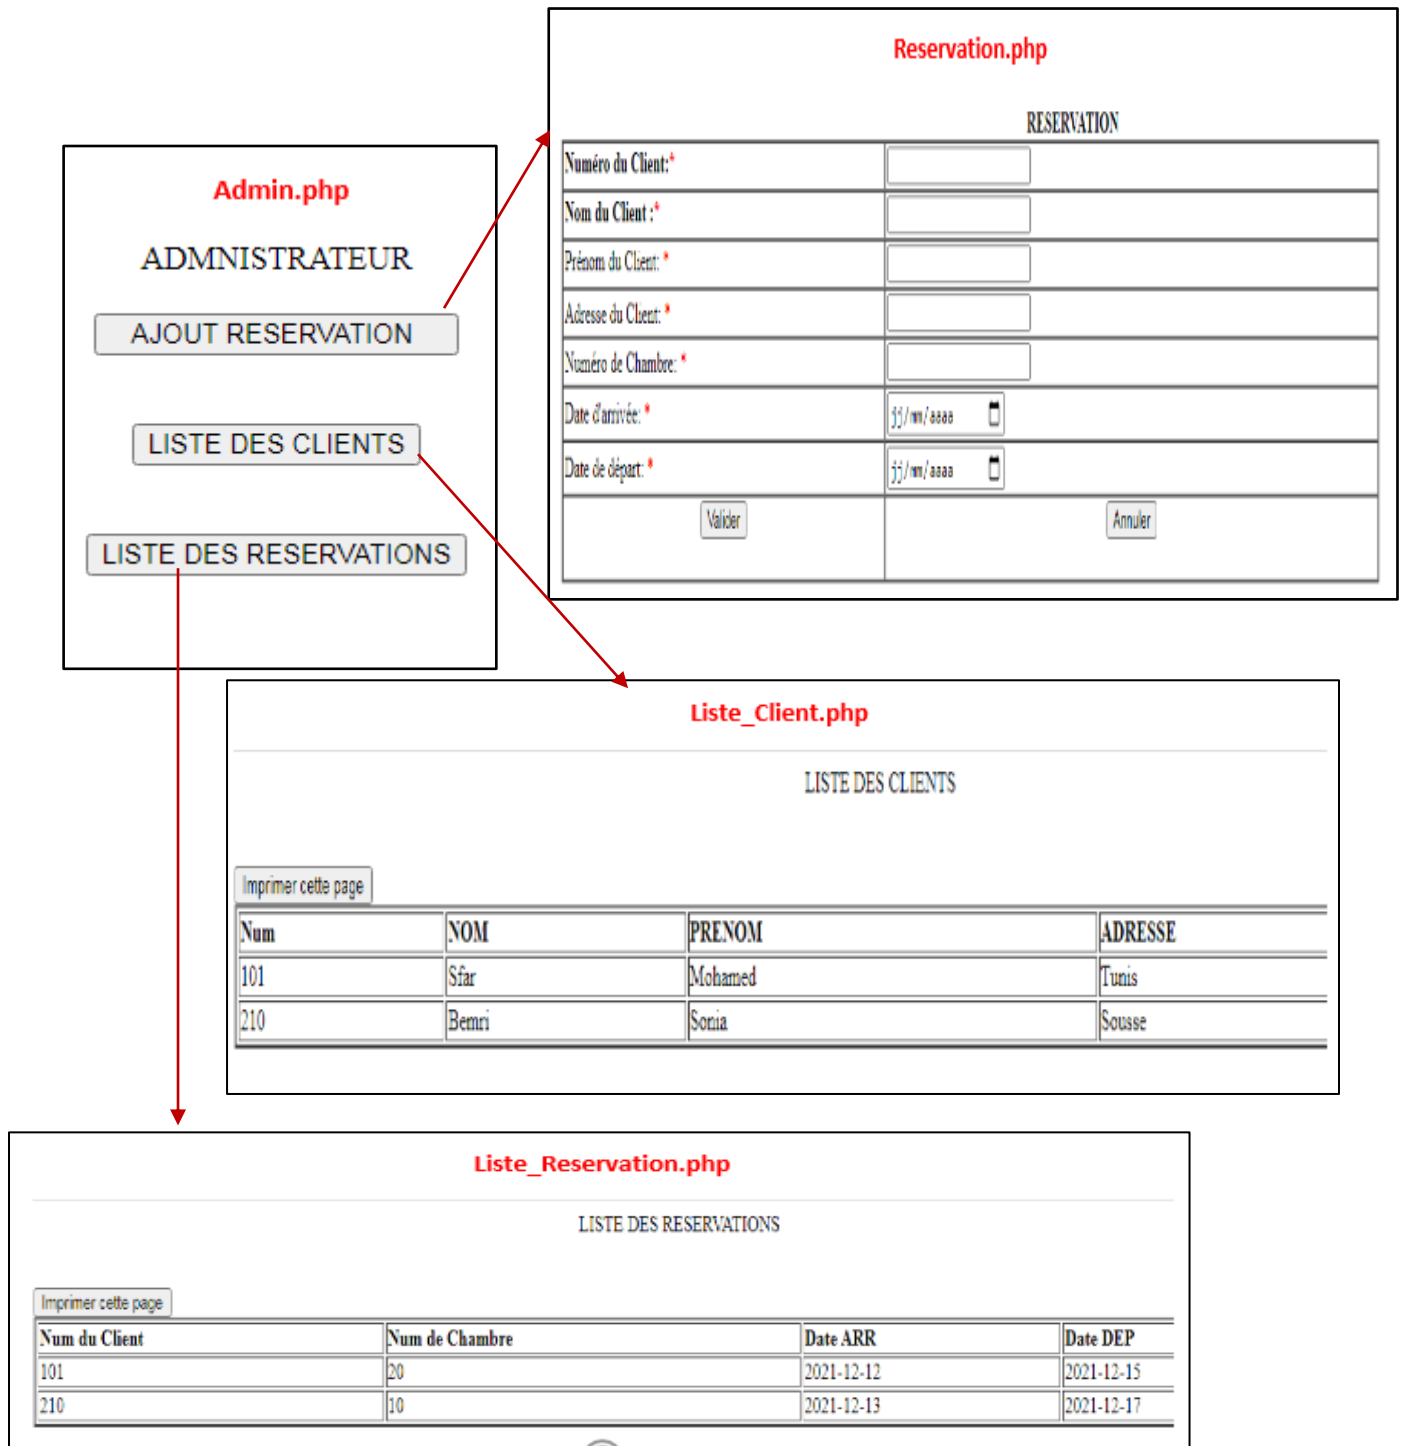 Reservation.php
RESERVATION
Numéro du Client:*
Nom du Client :*
Prénom du Client: *
Adresse du Client: *
Numéro de Chambre: *
Date d'arrivée: * jj/mm/aaaa
Date de départ: * jj/mm/aaaa
Valider Annuler
Admin.php
ADMNISTRATEUR
AJOUT RESERVATION
LISTE DES CLIENTS
LISTE DES RESERVATIONS
Liste_Client.php
LISTE DES CLIENTS
Imprimer cette page
Num NOM PRENOM ADRESSE
101 Sfar Mohamed Tunis
210 Bemri Sonia Sousse
Liste_Reservation.php
LISTE DES RESERVATIONS
Imprimer cette page
Num du Client Num de Chambre Date ARR Date DEP
101 20 2021-12-12 2021-12-15
210 10 2021-12-13 2021-12-17